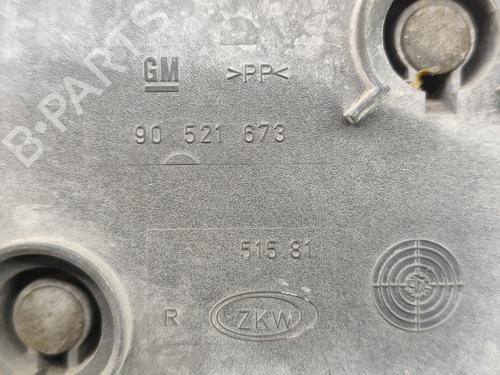 B-PARTS
GM >PP<
90 521 673
515.81
R ZKW